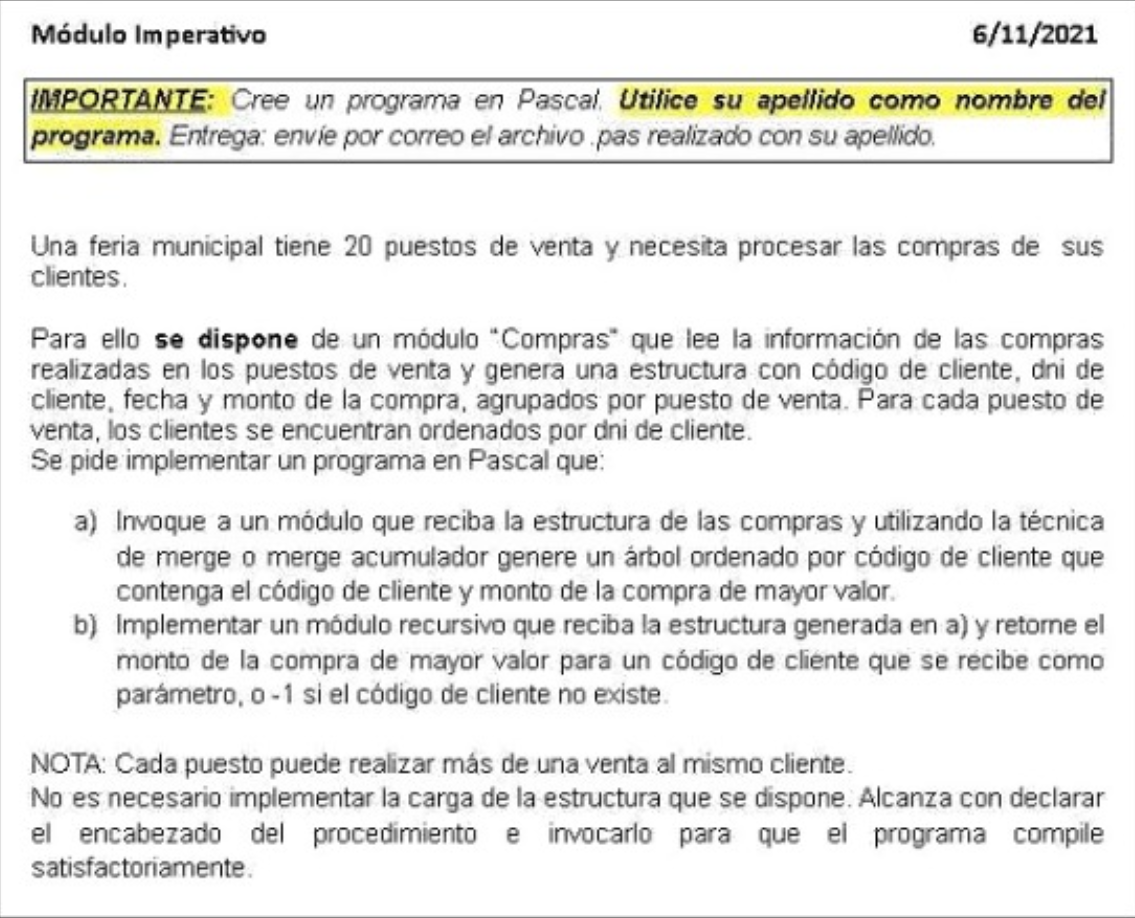 Módulo Imperativo 6/11/2021
IMPORTANTE: Cree un programa en Pascal. Utilice su apellido como nombre del
programa. Entrega: envíe por correo el archivo .pas realizado con su apellido.
Una feria municipal tiene 20 puestos de venta y necesita procesar las compras de sus
clientes.
Para ello se dispone de un módulo "Compras" que lee la información de las compras
realizadas en los puestos de venta y genera una estructura con código de cliente, dni de
cliente, fecha y monto de la compra, agrupados por puesto de venta. Para cada puesto de
venta, los clientes se encuentran ordenados por dni de cliente.
Se pide implementar un programa en Pascal que:
a) Invoque a un módulo que reciba la estructura de las compras y utilizando la técnica
de merge o merge acumulador genere un árbol ordenado por código de cliente que
contenga el código de cliente y monto de la compra de mayor valor.
b) Implementar un módulo recursivo que reciba la estructura generada en a) y retorne el
monto de la compra de mayor valor para un código de cliente que se recibe como
parámetro, o -1 si el código de cliente no existe.
NOTA: Cada puesto puede realizar más de una venta al mismo cliente.
No es necesario implementar la carga de la estructura que se dispone. Alcanza con declarar
el encabezado del procedimiento e invocarlo para que el programa compile
satisfactoriamente.